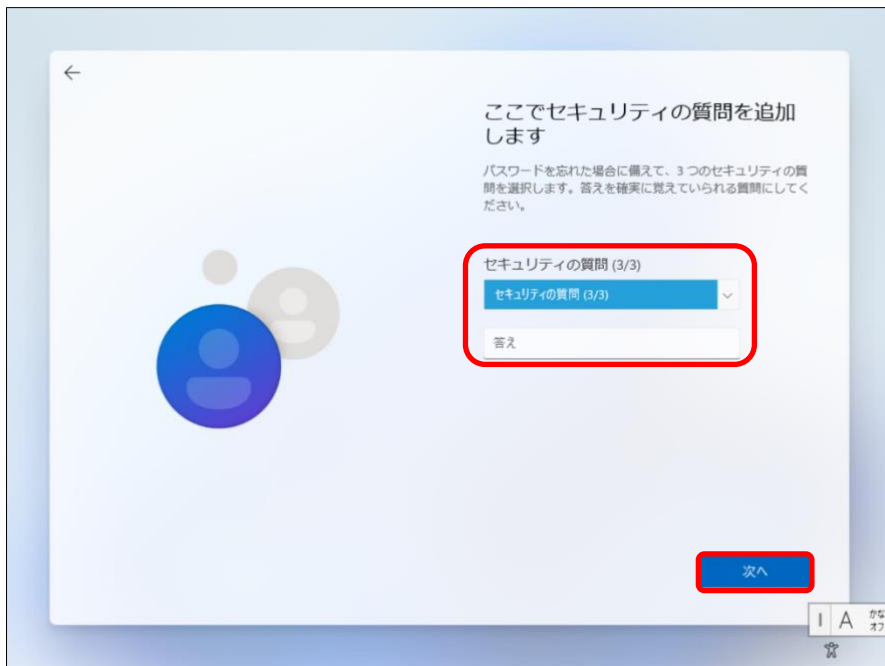 ここでセキュリティの質問を追加
します
パスワードを忘れた場合に備えて、3 つのセキュリティの質
問を選択します。答えを確実に覚えていられる質問にしてく
ださい。
セキュリティの質問 (3/3)
セキュリティの質問 (3/3)
答え
次へ
A
かな
オフ